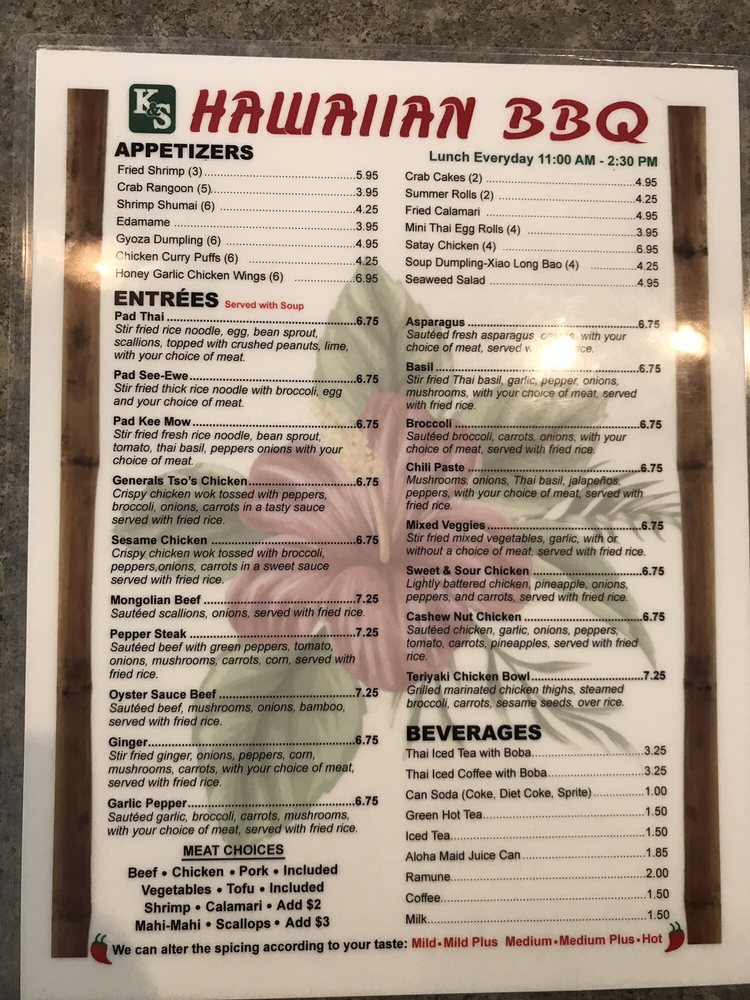 K&S HAWAIIAN BBQ
Lunch Everyday 11:00 AM - 2:30 PM
APPETIZERS
Fried Shrimp (3) 5.95
Crab Rangoon (5) 3.95
Shrimp Shumai (6) 4.25
Edamame 3.95
Gyoza Dumpling (6) 4.95
Chicken Curry Puffs (6) 4.25
Honey Garlic Chicken Wings (6) 6.95
Crab Cakes (2) 4.95
Summer Rolls (2) 4.25
Fried Calamari 4.95
Mini Thai Egg Rolls (4) 3.95
Satay Chicken (4) 6.95
Soup Dumpling-Xiao Long Bao (4) 4.25
Seaweed Salad 4.95
ENTRÉES Served with Soup
Pad Thai 6.75
Stir fried rice noodle, egg, bean sprout,
scallions, topped with crushed peanuts, lime,
with your choice of meat.
Pad See-Ewe 6.75
Stir fried thick rice noodle with broccoli, egg
and your choice of meat.
Pad Kee Mow 6.75
Stir fried fresh rice noodle, bean sprout,
tomato, thai basil, peppers onions with your
choice of meat.
Generals Tso's Chicken 6.75
Crispy chicken wok tossed with peppers,
broccoli, onions, carrots in a tasty sauce
served with fried rice.
Sesame Chicken 6.75
Crispy chicken wok tossed with broccoli,
peppers,onions, carrots in a sweet sauce
served with fried rice.
Mongolian Beef 7.25
Sautéed scallions, onions, served with fried rice.
Pepper Steak 7.25
Sautéed beef with green peppers, tomato,
onions, mushrooms, carrots, corn, served with
fried rice.
Oyster Sauce Beef 7.25
Sautéed beef, mushrooms, onions, bamboo,
served with fried rice.
Ginger 6.75
Stir fried ginger, onions, peppers, corn,
mushrooms, carrots, with your choice of meat,
served with fried rice.
Garlic Pepper 6.75
Sautéed garlic, broccoli, carrots, mushrooms,
with your choice of meat, served with fried rice.
MEAT CHOICES
Beef • Chicken • Pork • Included
Vegetables • Tofu • Included
Shrimp • Calamari • Add $2
Mahi-Mahi • Scallops • Add $3
Asparagus 6.75
Sautéed fresh asparagus, onions, with your
choice of meat, served
Basil 6.75
Stir fried Thai basil, garlic, pepper, onions,
mushrooms, with your choice of meat, served
with fried rice.
Broccoli 6.75
Sautéed broccoli, carrots, onions, with your
choice of meat, served with fried rice.
Chili Paste 6.75
Mushrooms, onions, Thai basil, jalapeños,
peppers, with your choice of meat, served with
fried rice.
Mixed Veggies 6.75
Stir fried mixed vegetables, garlic, with or
without a choice of meat, served with fried rice.
Sweet & Sour Chicken 6.75
Lightly battered chicken, pineapple, onions,
peppers, and carrots, served with fried rice.
Cashew Nut Chicken 6.75
Sautéed chicken, garlic, onions, peppers,
tomato, carrots, pineapples, served with fried
rice.
Teriyaki Chicken Bowl 7.25
Grilled marinated chicken thighs, steamed
broccoli, carrots, sesame seeds, over rice.
BEVERAGES
Thai Iced Tea with Boba 3.25
Thai Iced Coffee with Boba 3.25
Can Soda (Coke, Diet Coke, Sprite) 1.00
Green Hot Tea 1.50
Iced Tea 1.50
Aloha Maid Juice Can 1.85
Ramune 2.00
Coffee 1.50
Milk 1.50
We can alter the spicing according to your taste: Mild • Mild Plus Medium • Medium Plus • Hot